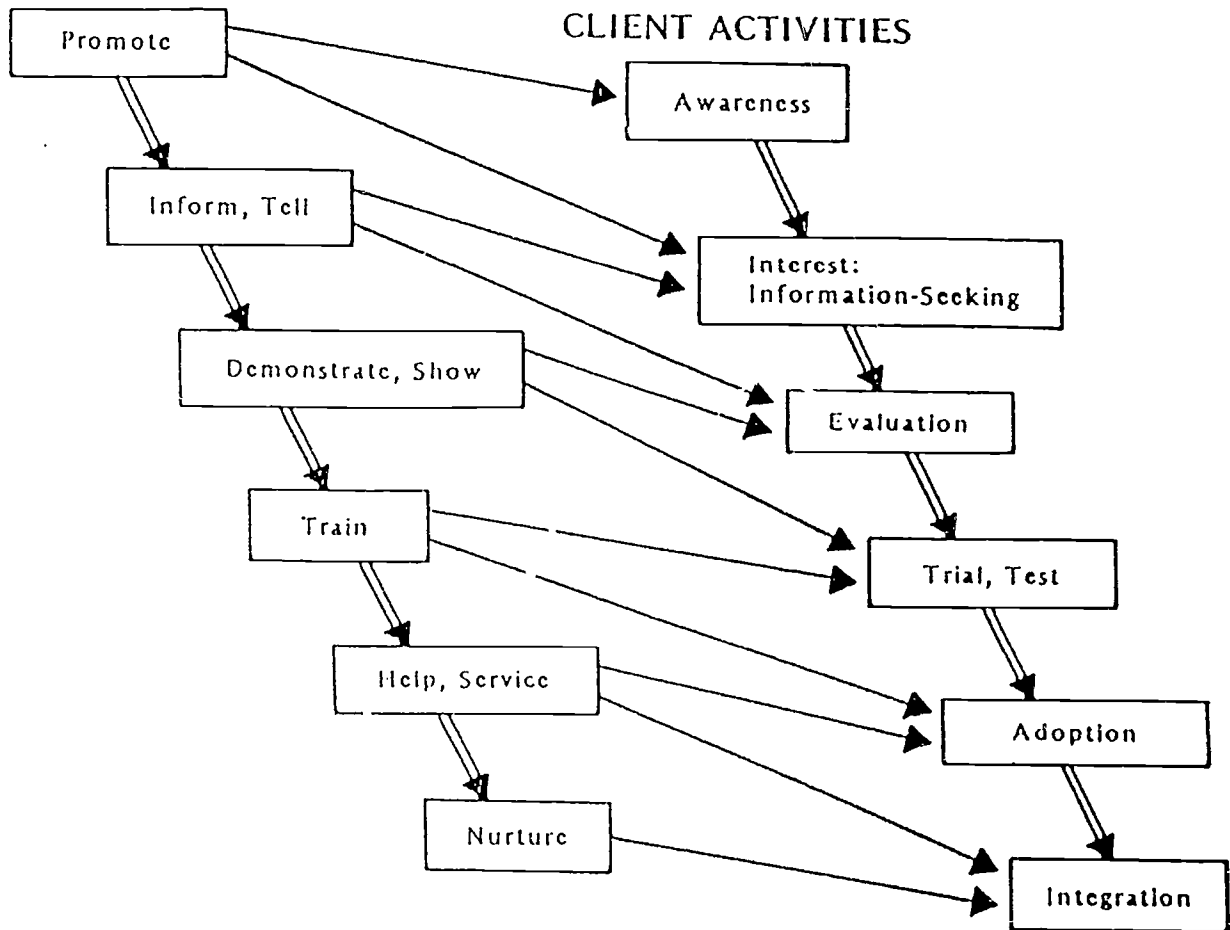 CLIENT ACTIVITIES
Promote
Awareness
Inform, Tell
Interest:
Information-Seeking
Demonstrate, Show
Evaluation
Train
Trial, Test
Help, Service
Adoption
Nurture
Integration